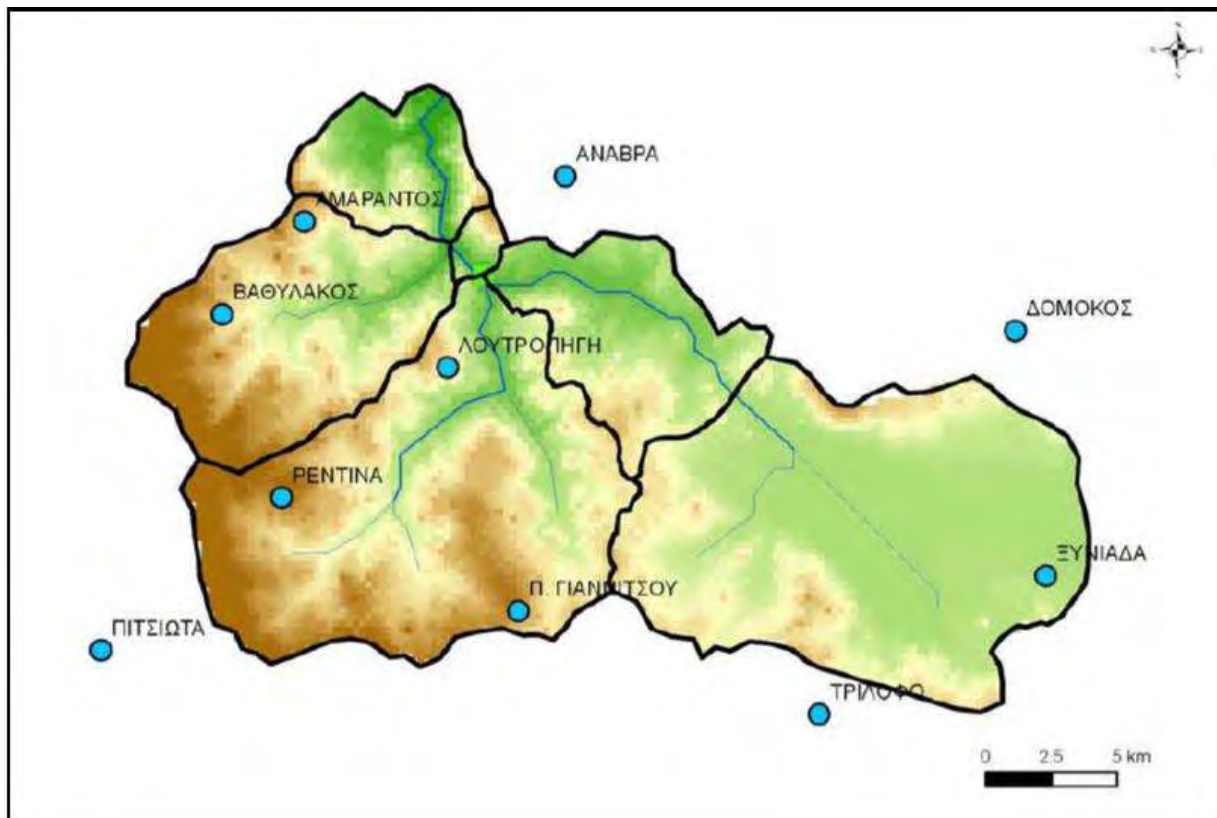 ΑΝΑΒΡΑ
ΑΜΑΡΑΝΤΟΣ
ΒΑΘΥΛΑΚΟΣ
ΔΟΜΟΚΟΣ
ΛΟΥΤΡΟΠΗΓΗ
ΡΕΝΤΙΝΑ
ΞΥΝΙΑΔΑ
Π. ΓΙΑΝΝΙΤΣΟΥ
ΠΙΤΣΙΩΤΑ
ΤΡΙΛΟΦΟ
0 2.5 5 km